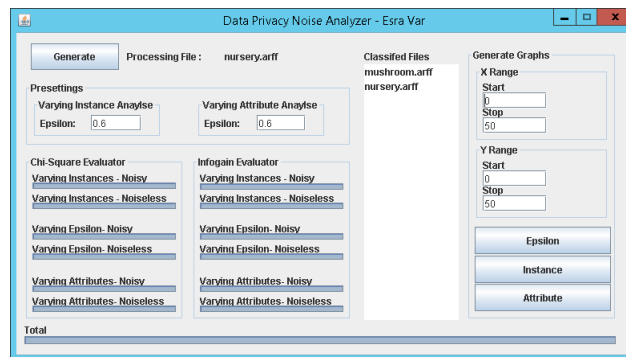 Data Privacy Noise Analyzer - Esra Var
Generate
Processing File :
nursery.arff
Presettings
Varying Instance Anaylse
Epsilon:
0.6
Varying Attribute Anaylse
Epsilon:
0.6
Chi-Square Evaluator
Varying Instances - Noisy
Varying Instances - Noiseless
Varying Epsilon- Noisy
Varying Epsilon- Noiseless
Varying Attributes- Noisy
Varying Attributes- Noiseless
Infogain Evaluator
Varying Instances - Noisy
Varying Instances - Noiseless
Varying Epsilon- Noisy
Varying Epsilon- Noiseless
Varying Attributes- Noisy
Varying Attributes- Noiseless
Classifed Files
mushroom.arff
nursery.arff
Generate Graphs
X Range
Start
0
Stop
50
Y Range
Start
0
Stop
50
Epsilon
Instance
Attribute
Total